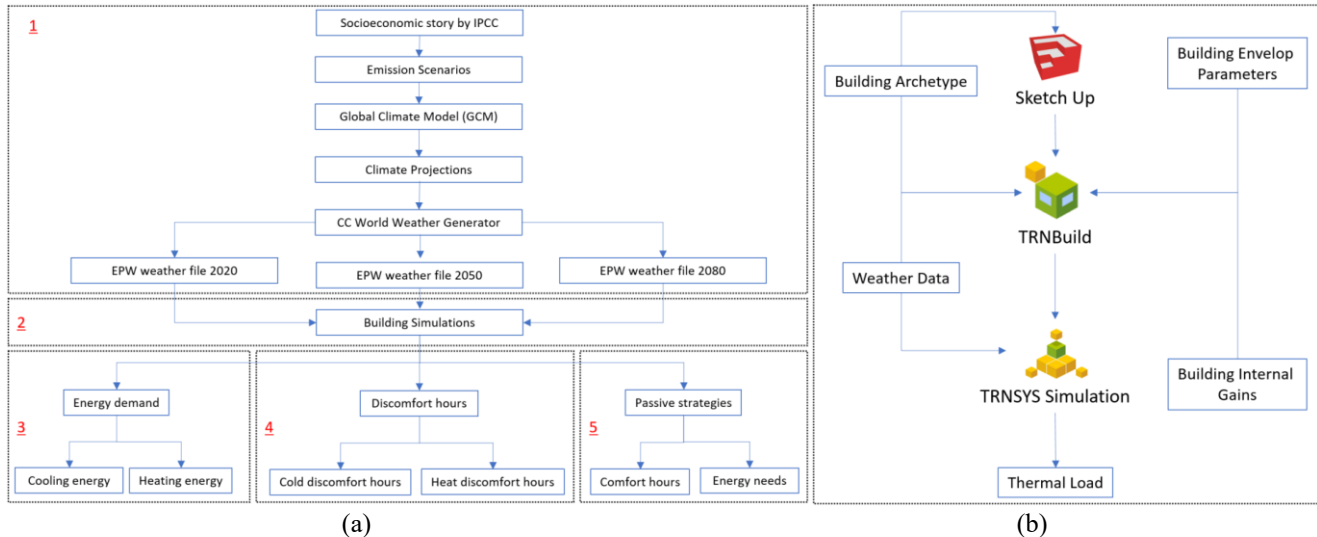 1
Socioeconomic story by IPCC
Emission Scenarios
Global Climate Model (GCM)
Climate Projections
CC World Weather Generator
EPW weather file 2020
EPW weather file 2050
EPW weather file 2080
2
Building Simulations
3
Energy demand
Cooling energy
Heating energy
4
Discomfort hours
Cold discomfort hours
Heat discomfort hours
5
Passive strategies
Comfort hours
Energy needs
(a)
Building Archetype
Sketch Up
Building Envelop
Parameters
TRNBuild
Weather Data
TRNSYS Simulation
Building Internal
Gains
Thermal Load
(b)